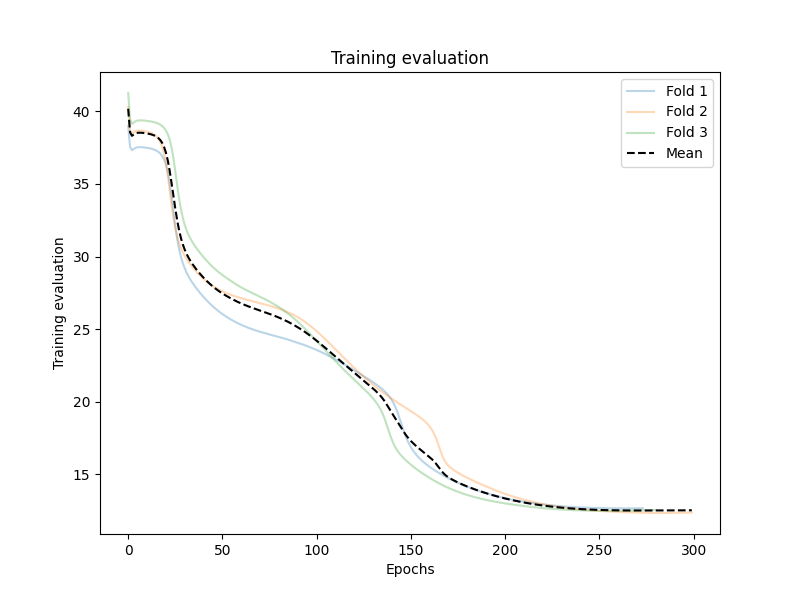 Training evaluation
Fold 1
Fold 2
Fold 3
Mean
Training evaluation
40
35
30
25
20
15
0 50 100 150 200 250 300
Epochs